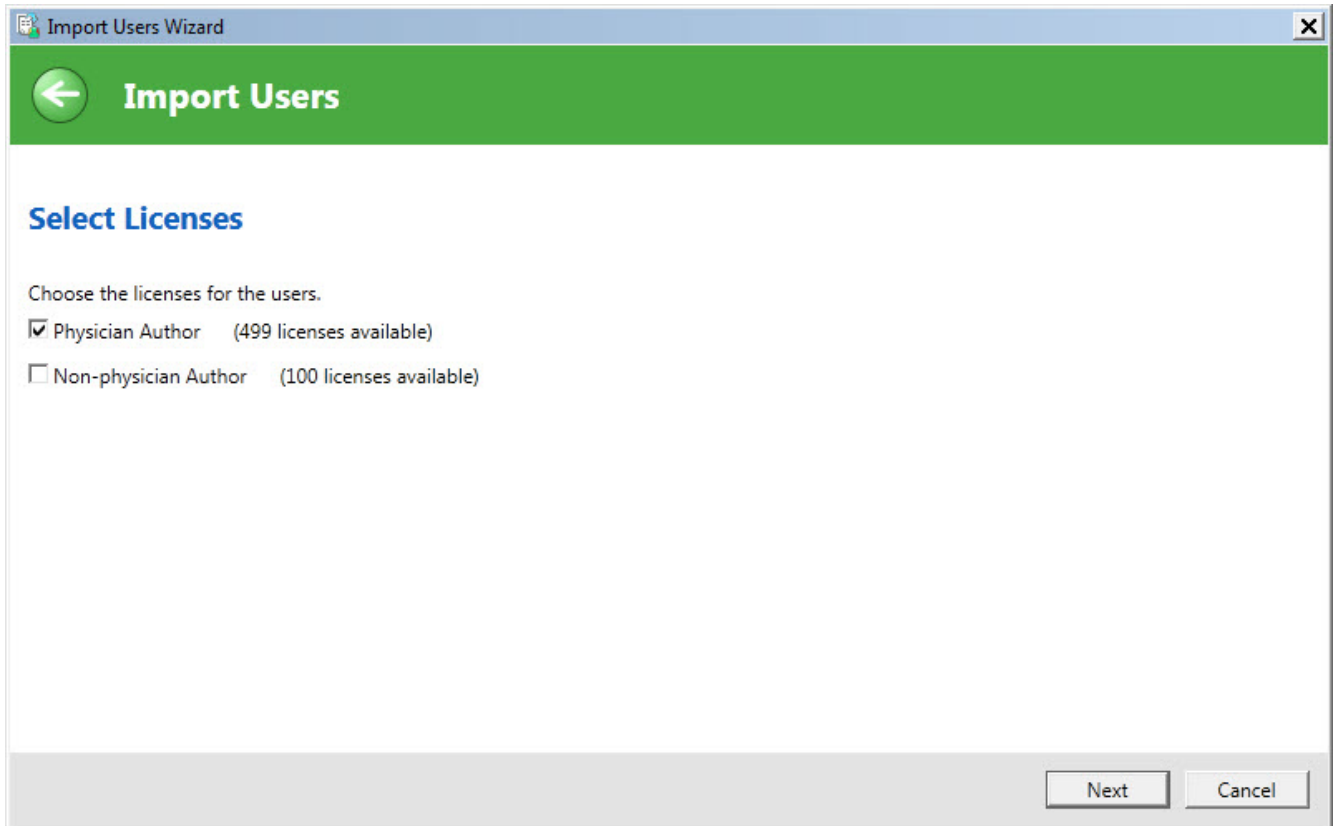 Import Users Wizard
Import Users
Select Licenses
Choose the licenses for the users.
Physician Author (499 licenses available)
Non-physician Author (100 licenses available)
Next Cancel